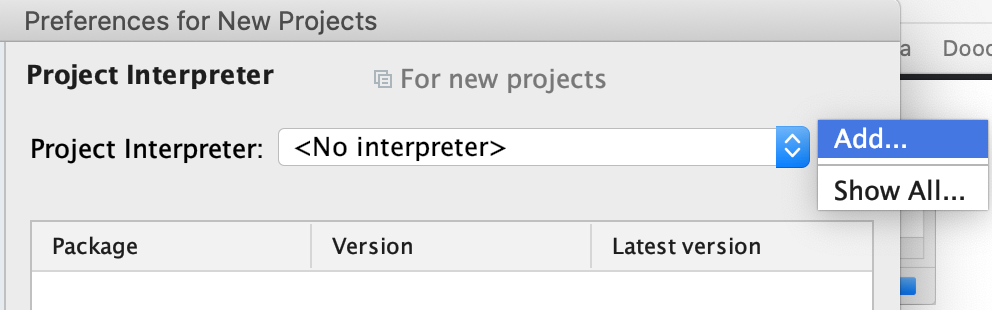 Preferences for New Projects
Project Interpreter
For new projects
Project Interpreter: <No interpreter>
Add...
Show All...
Package Version Latest version